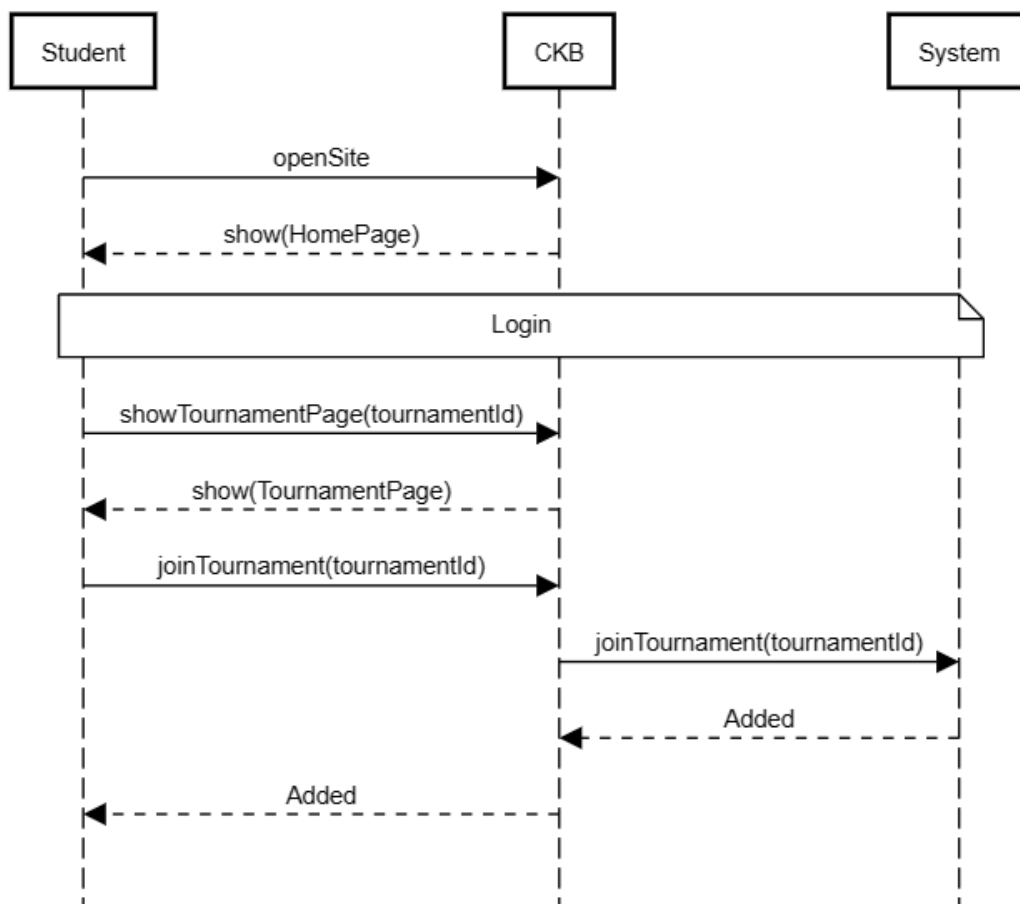 Student
CKB
System
openSite
show(HomePage)
Login
showTournamentPage(tournamentId)
show(TournamentPage)
joinTournament(tournamentId)
joinTournament(tournamentId)
Added
Added